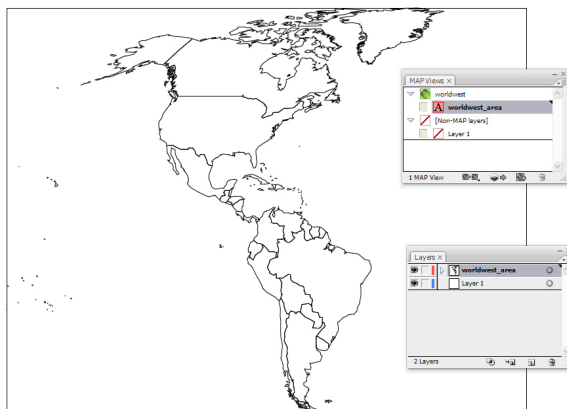 MAP Views ×
worldwest
A worldwest_area
[Non-MAP layers]
Layer 1
1 MAP View
Layers ×
worldwest_area
Layer 1
2 Layers